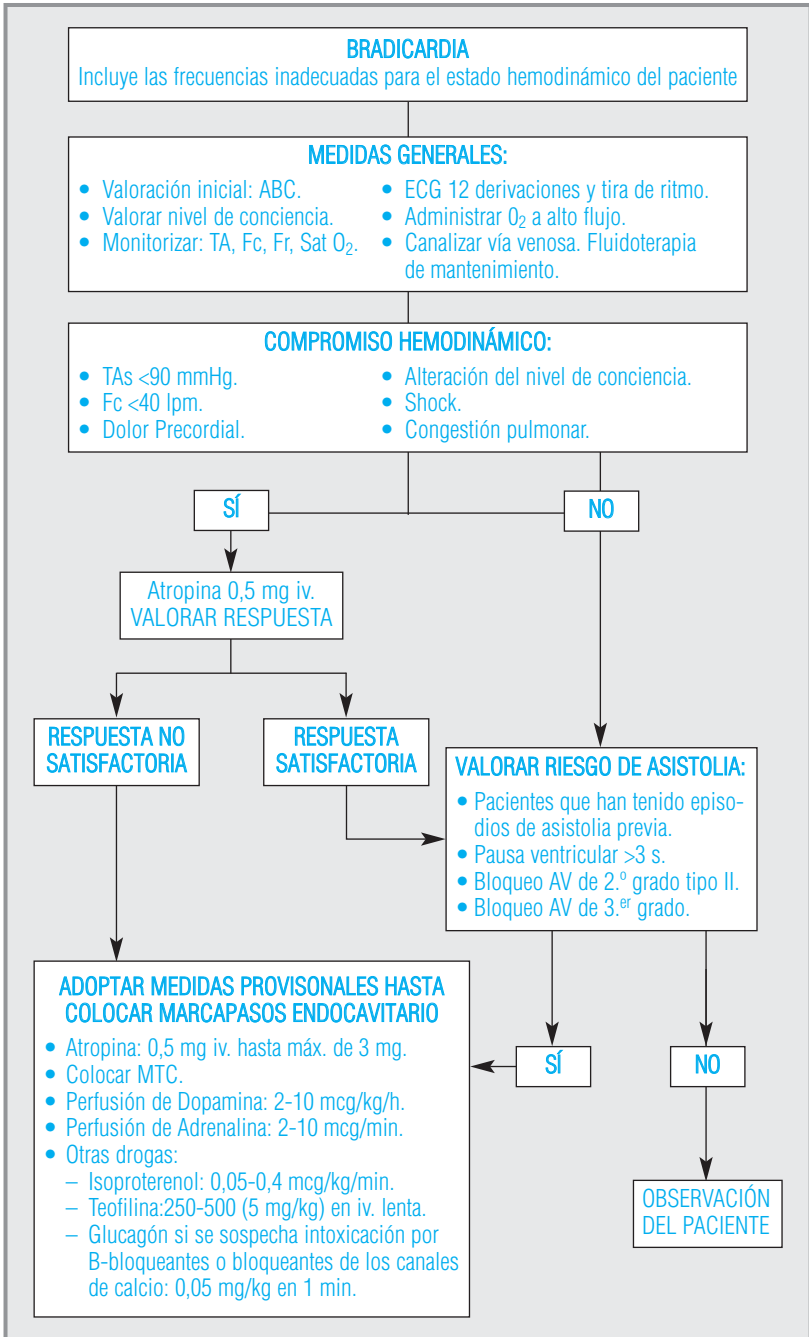 BRADICARDIA
Incluye las frecuencias inadecuadas para el estado hemodinámico del paciente
MEDIDAS GENERALES:
• Valoración inicial: ABC.
• Valorar nivel de conciencia.
• Monitorizar: TA, Fc, Fr, Sat O₂.
• ECG 12 derivaciones y tira de ritmo.
• Administrar O₂ a alto flujo.
• Canalizar vía venosa. Fluidoterapia
de mantenimiento.
COMPROMISO HEMODINÁMICO:
• TAs <90 mmHg.
• Fc <40 lpm.
• Dolor Precordial.
• Alteración del nivel de conciencia.
• Shock.
• Congestión pulmonar.
SÍ
NO
Atropina 0,5 mg iv.
VALORAR RESPUESTA
RESPUESTA NO
SATISFACTORIA
RESPUESTA
SATISFACTORIA
VALORAR RIESGO DE ASISTOLIA:
• Pacientes que han tenido episo-
dios de asistolia previa.
• Pausa ventricular >3 s.
• Bloqueo AV de 2.º grado tipo II.
• Bloqueo AV de 3.er grado.
ADOPTAR MEDIDAS PROVISONALES HASTA
COLOCAR MARCAPASOS ENDOCAVITARIO
• Atropina: 0,5 mg iv. hasta máx. de 3 mg.
• Colocar MTC.
• Perfusión de Dopamina: 2-10 mcg/kg/h.
• Perfusión de Adrenalina: 2-10 mcg/min.
• Otras drogas:
– Isoproterenol: 0,05-0,4 mcg/kg/min.
– Teofilina:250-500 (5 mg/kg) en iv. lenta.
– Glucagón si se sospecha intoxicación por
B-bloqueantes o bloqueantes de los canales
de calcio: 0,05 mg/kg en 1 min.
SÍ
NO
OBSERVACIÓN
DEL PACIENTE